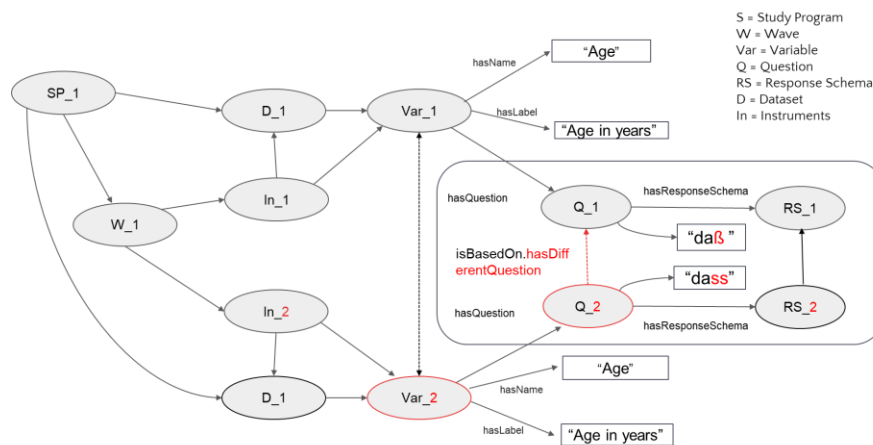 S = Study Program
W = Wave
Var = Variable
Q = Question
RS = Response Schema
D = Dataset
In = Instruments
"Age"
hasName
SP_1
D_1
Var_1
hasLabel
"Age in years"
In_1
hasQuestion
hasResponseSchema
W_1
Q_1
RS_1
"daß "
isBasedOn.hasDiff
erentQuestion
"dass"
In_2
hasQuestion
Q_2
RS_2
hasResponseSchema
"Age"
hasName
D_1
Var_2
hasLabel
"Age in years"